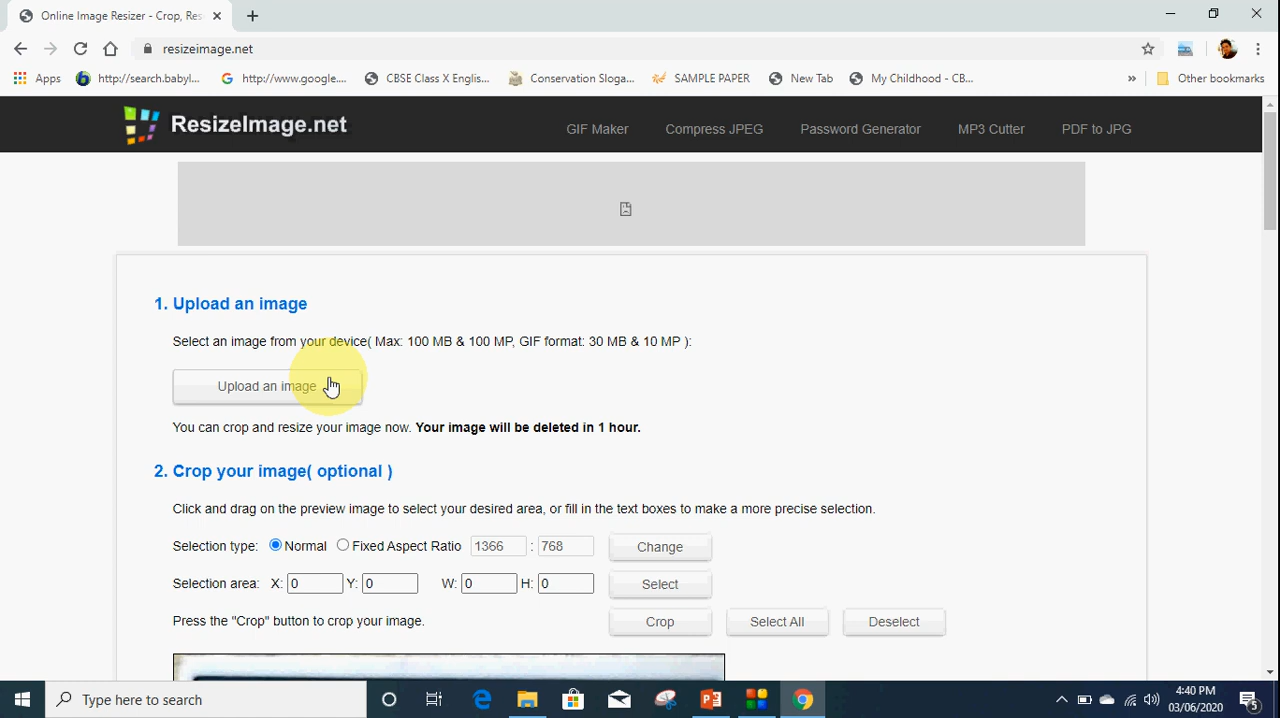 Online Image Resizer - Crop, Res
resizeimage.net
Apps http://search.babyl... http://www.google.... CBSE Class X Englis... Conservation Sloga... SAMPLE PAPER New Tab My Childhood - CB... » Other bookmarks
ResizeImage.net GIF Maker Compress JPEG Password Generator MP3 Cutter PDF to JPG
1. Upload an image
Select an image from your device( Max: 100 MB & 100 MP, GIF format: 30 MB & 10 MP ):
Upload an image
You can crop and resize your image now. Your image will be deleted in 1 hour.
2. Crop your image( optional )
Click and drag on the preview image to select your desired area, or fill in the text boxes to make a more precise selection.
Selection type: Normal Fixed Aspect Ratio 1366 : 768 Change
Selection area: X: 0 Y: 0 W: 0 H: 0 Select
Press the "Crop" button to crop your image. Crop Select All Deselect
Type here to search
4:40 PM
03/06/2020
5